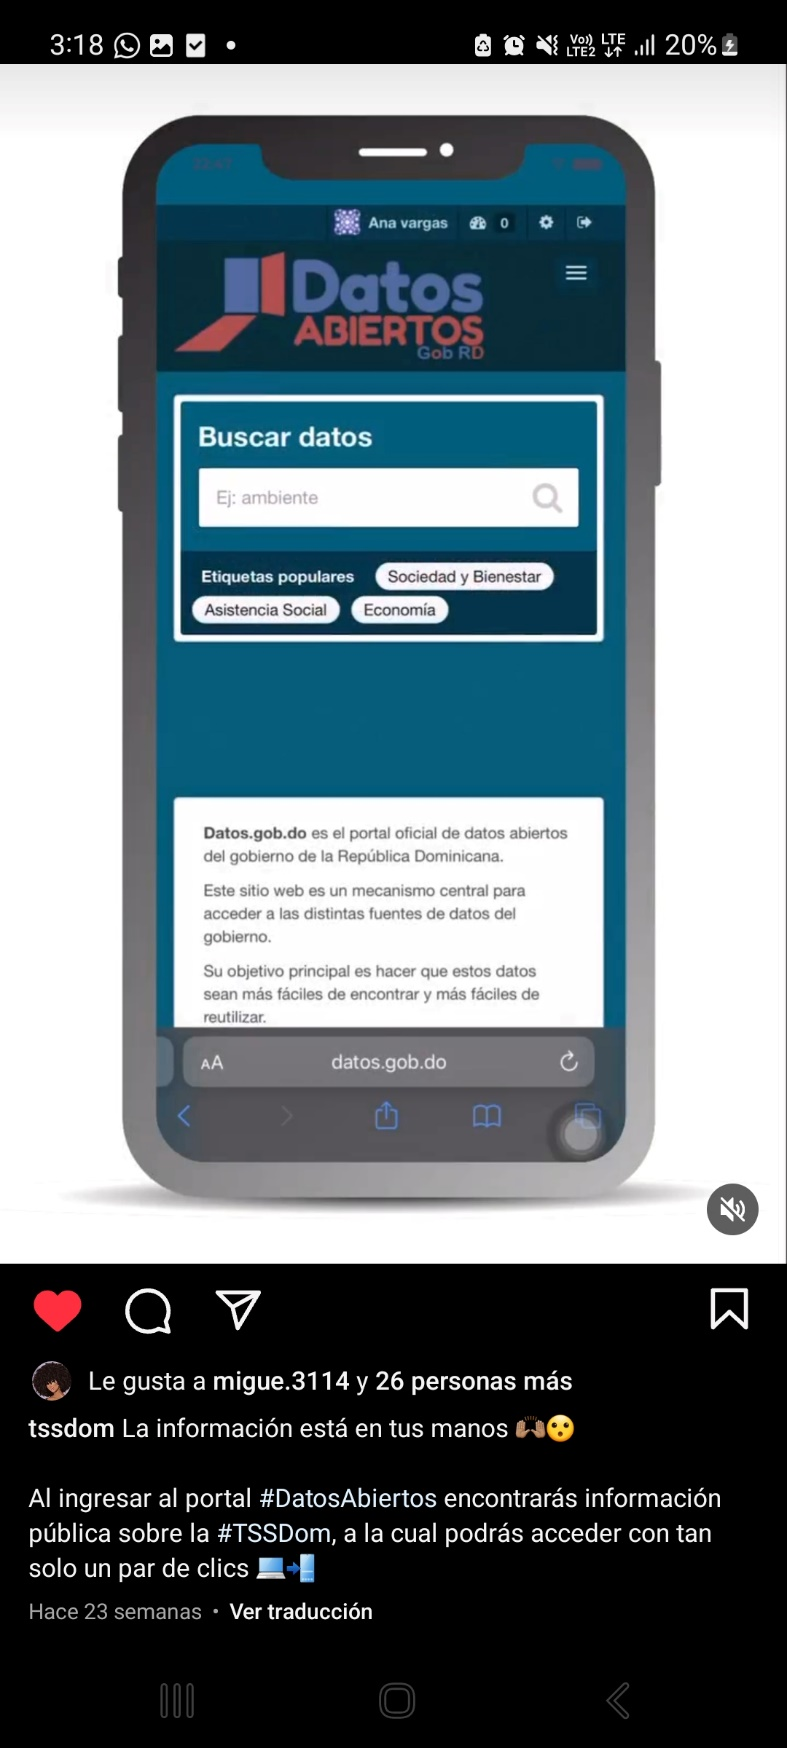 3:18
Vo)) LTE
LTE2
20%
Ana vargas
0
Datos
ABIERTOS
Gob RD
Buscar datos
Ej: ambiente
Etiquetas populares
Sociedad y Bienestar
Asistencia Social
Economía
Datos.gob.do es el portal oficial de datos abiertos
del gobierno de la República Dominicana.
Este sitio web es un mecanismo central para
acceder a las distintas fuentes de datos del
gobierno.
Su objetivo principal es hacer que estos datos
sean más fáciles de encontrar y más fáciles de
reutilizar.
AA datos.gob.do
Le gusta a migue.3114 y 26 personas más
tssdom La información está en tus manos 🙌🏽😯
Al ingresar al portal #DatosAbiertos encontrarás información
pública sobre la #TSSDom, a la cual podrás acceder con tan
solo un par de clics 💻📲
Hace 23 semanas · Ver traducción